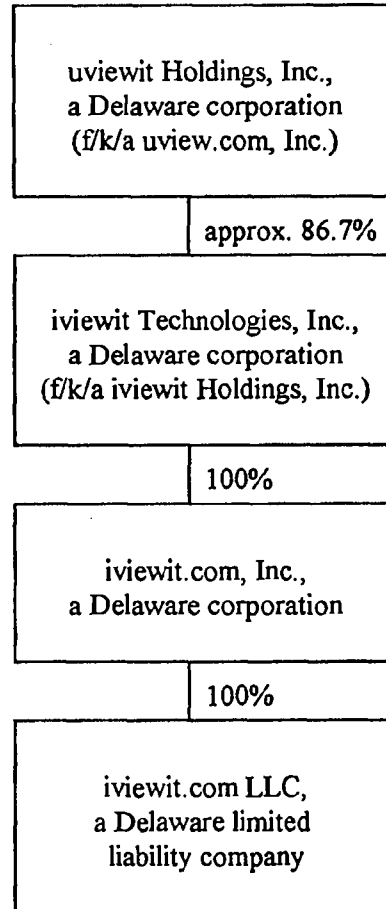 uviewit Holdings, Inc.,
a Delaware corporation
(f/k/a uview.com, Inc.)
approx. 86.7%
iviewit Technologies, Inc.,
a Delaware corporation
(f/k/a iviewit Holdings, Inc.)
100%
iviewit.com, Inc.,
a Delaware corporation
100%
iviewit.com LLC,
a Delaware limited
liability company